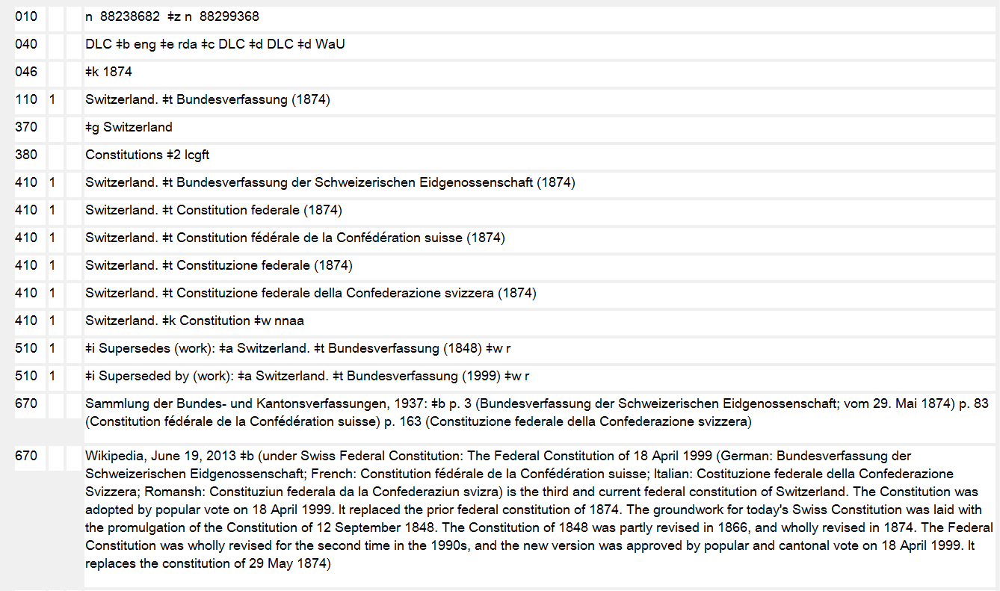 010 n  88238682  ‡z n  88299368
040 DLC ‡b eng ‡e rda ‡c DLC ‡d DLC ‡d WaU
046 ‡k 1874
110 1 Switzerland. ‡t Bundesverfassung (1874)
370 ‡g Switzerland
380 Constitutions ‡2 lcgft
410 1 Switzerland. ‡t Bundesverfassung der Schweizerischen Eidgenossenschaft (1874)
410 1 Switzerland. ‡t Constitution federale (1874)
410 1 Switzerland. ‡t Constitution fédérale de la Confédération suisse (1874)
410 1 Switzerland. ‡t Constituzione federale (1874)
410 1 Switzerland. ‡t Constituzione federale della Confederazione svizzera (1874)
410 1 Switzerland. ‡k Constitution ‡w nnaa
510 1 ‡i Supersedes (work): ‡a Switzerland. ‡t Bundesverfassung (1848) ‡w r
510 1 ‡i Superseded by (work): ‡a Switzerland. ‡t Bundesverfassung (1999) ‡w r
670 Sammlung der Bundes- und Kantonsverfassungen, 1937: ‡b p. 3 (Bundesverfassung der Schweizerischen Eidgenossenschaft; vom 29. Mai 1874) p. 83
(Constitution fédérale de la Confédération suisse) p. 163 (Constituzione federale della Confederazione svizzera)
670 Wikipedia, June 19, 2013 ‡b (under Swiss Federal Constitution: The Federal Constitution of 18 April 1999 (German: Bundesverfassung der
Schweizerischen Eidgenossenschaft; French: Constitution fédérale de la Confédération suisse; Italian: Costituzione federale della Confederazione
Svizzera; Romansh: Constituziun federala da la Confederaziun svizra) is the third and current federal constitution of Switzerland. The Constitution was
adopted by popular vote on 18 April 1999. It replaced the prior federal constitution of 1874. The groundwork for today's Swiss Constitution was laid with
the promulgation of the Constitution of 12 September 1848. The Constitution of 1848 was partly revised in 1866, and wholly revised in 1874. The Federal
Constitution was wholly revised for the second time in the 1990s, and the new version was approved by popular and cantonal vote on 18 April 1999. It
replaces the constitution of 29 May 1874)